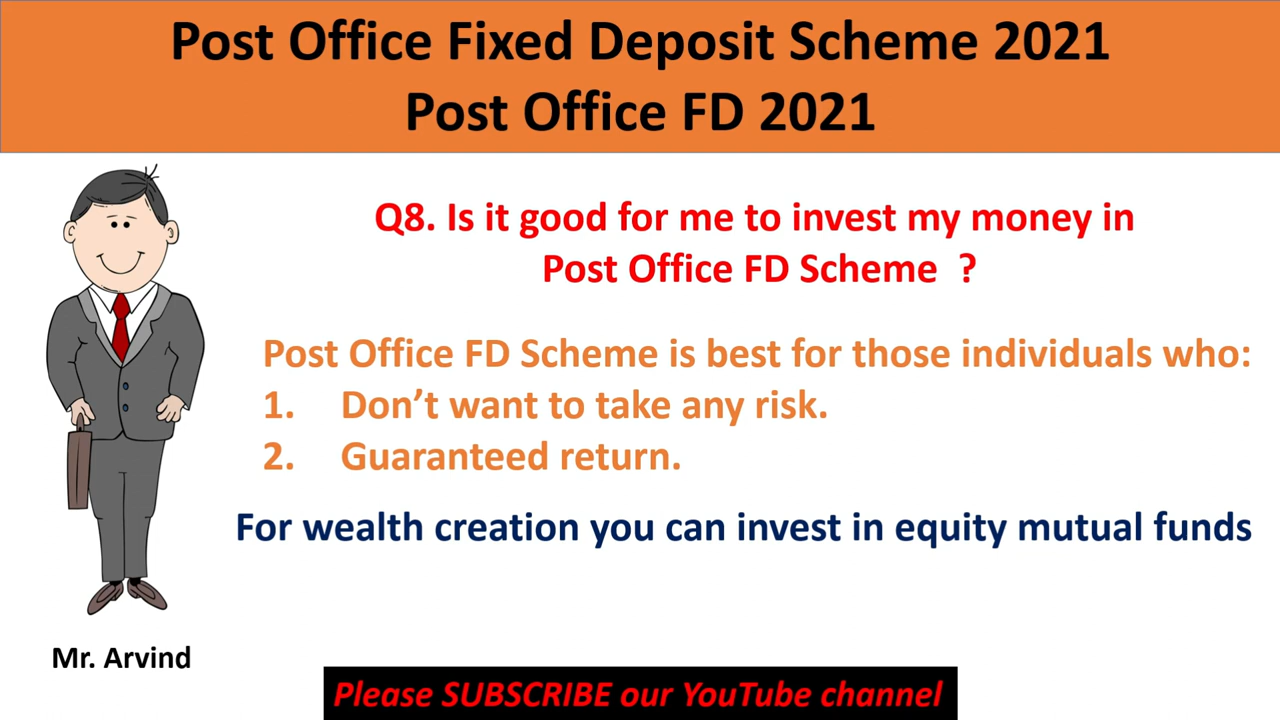 Post Office Fixed Deposit Scheme 2021
Post Office FD 2021
Q8. Is it good for me to invest my money in
Post Office FD Scheme ?
Post Office FD Scheme is best for those individuals who:
1. Don’t want to take any risk.
2. Guaranteed return.
For wealth creation you can invest in equity mutual funds
Mr. Arvind
Please SUBSCRIBE our YouTube channel